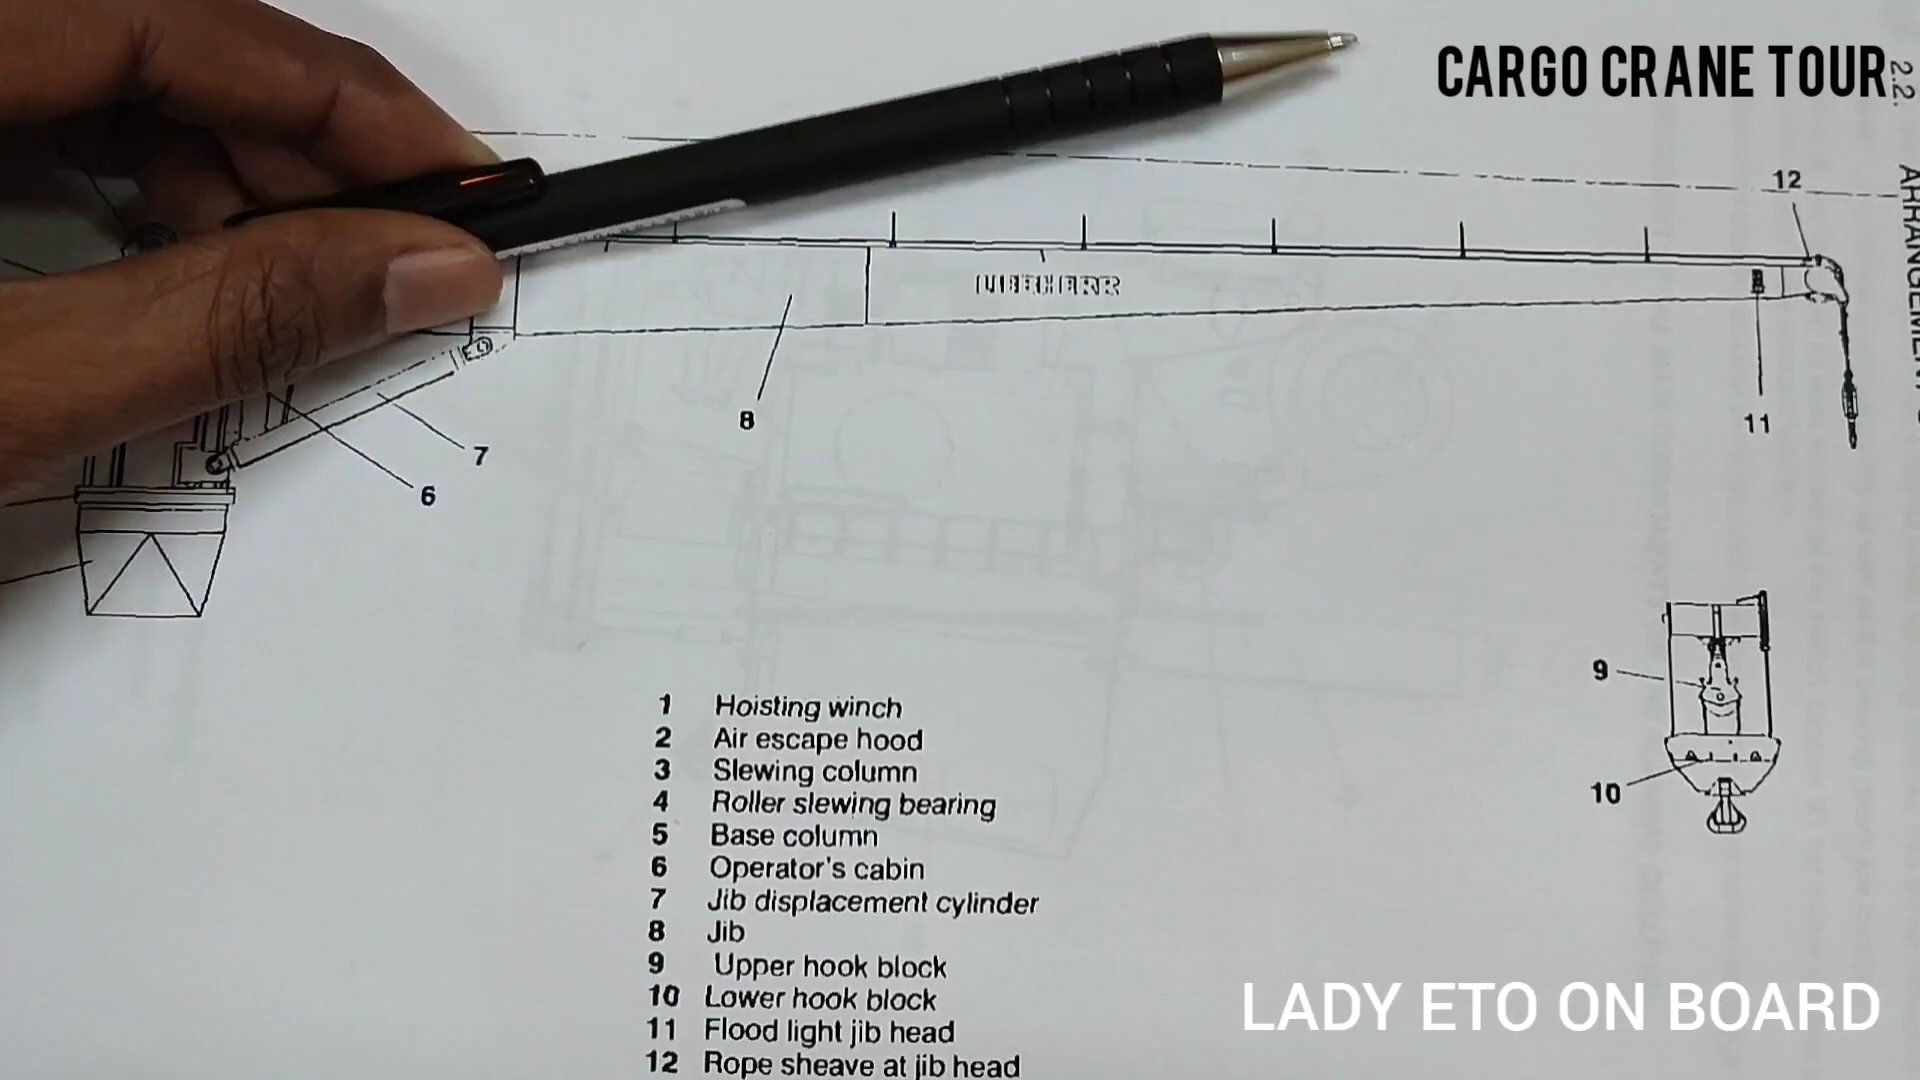 CARGO CRANE TOUR
2.2.
12
LIEBHERR
8
11
7
6
9
10
1 Hoisting winch
2 Air escape hood
3 Slewing column
4 Roller slewing bearing
5 Base column
6 Operator's cabin
7 Jib displacement cylinder
8 Jib
9 Upper hook block
10 Lower hook block
11 Flood light jib head
12 Rope sheave at jib head
LADY ETO ON BOARD